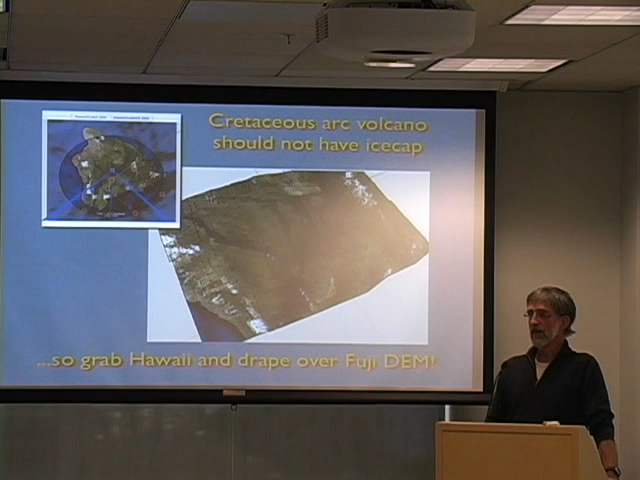 Cretaceous arc volcano
should not have icecap
...so grab Hawaii and drape over Fuji DEM!